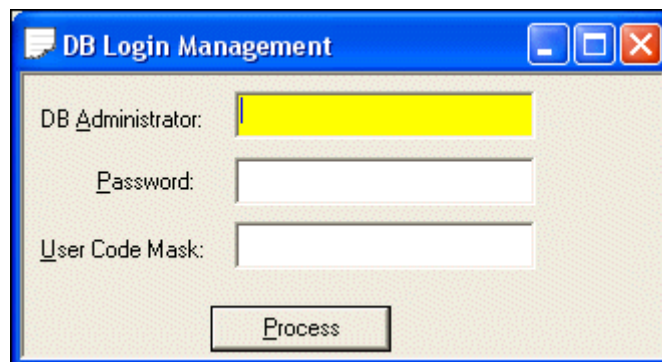 DB Login Management
DB Administrator:
Password:
User Code Mask:
Process